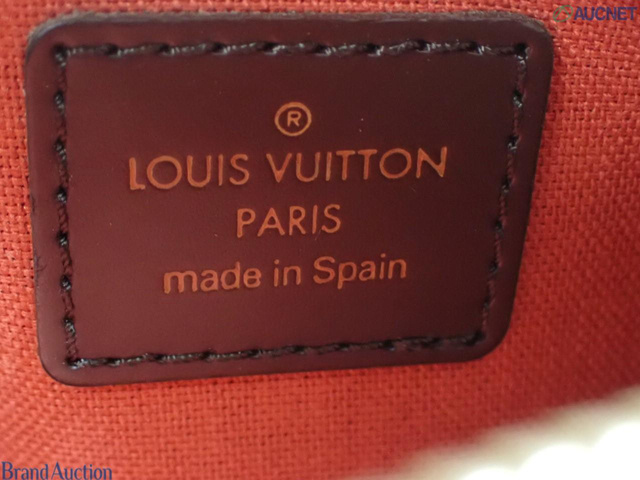 AUCNET
®
LOUIS VUITTON
PARIS
made in Spain
Brand Auction